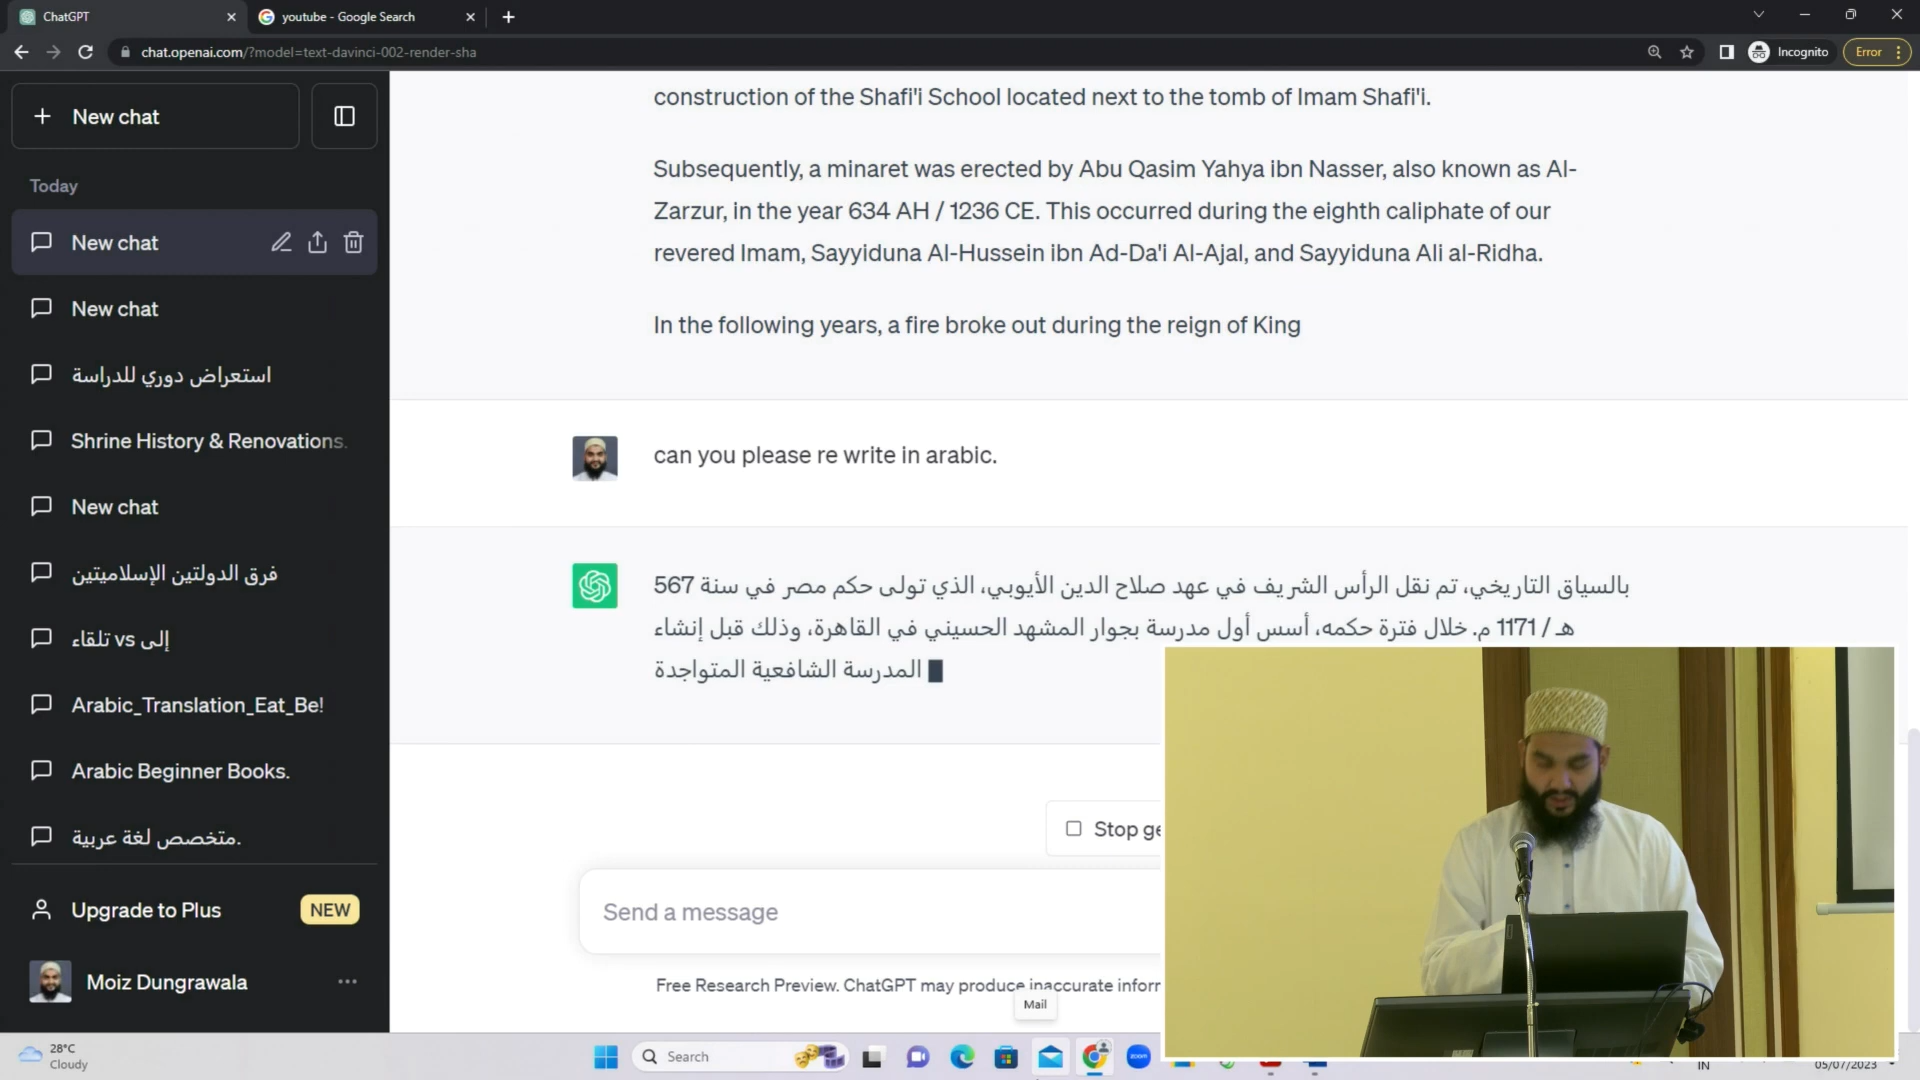 ChatGPT
youtube - Google Search
chat.openai.com/?model=text-davinci-002-render-sha
Incognito
Error
New chat
Today
New chat
New chat
استعراض دوري للدراسة
Shrine History & Renovations.
New chat
فرق الدولتين الإسلاميتين
إلى vs تلقاء
Arabic_Translation_Eat_Be!
Arabic Beginner Books.
متخصص لغة عربية.
Upgrade to Plus
NEW
Moiz Dungrawala
construction of the Shafi'i School located next to the tomb of Imam Shafi'i.
Subsequently, a minaret was erected by Abu Qasim Yahya ibn Nasser, also known as Al-
Zarzur, in the year 634 AH / 1236 CE. This occurred during the eighth caliphate of our
revered Imam, Sayyiduna Al-Hussein ibn Ad-Da'i Al-Ajal, and Sayyiduna Ali al-Ridha.
In the following years, a fire broke out during the reign of King
can you please re write in arabic.
بالسياق التاريخي، تم نقل الرأس الشريف في عهد صلاح الدين الأيوبي، الذي تولى حكم مصر في سنة 567
هـ / 1171 م. خلال فترة حكمه، أسس أول مدرسة بجوار المشهد الحسيني في القاهرة، وذلك قبل إنشاء
المدرسة الشافعية المتواجدة
Stop ge
Send a message
Free Research Preview. ChatGPT may produce inaccurate inforr
Mail
28°C
Cloudy
Search
zoom
IN
05/07/2023